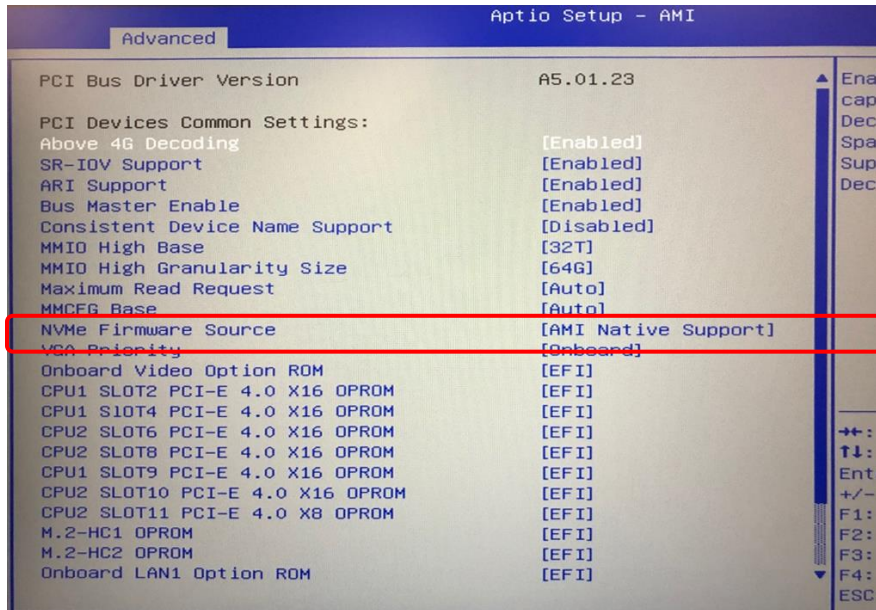 Aptio Setup - AMI
Advanced
PCI Bus Driver Version A5.01.23
PCI Devices Common Settings:
Above 4G Decoding [Enabled]
SR-IOV Support [Enabled]
ARI Support [Enabled]
Bus Master Enable [Enabled]
Consistent Device Name Support [Disabled]
MMIO High Base [32T]
MMIO High Granularity Size [64G]
Maximum Read Request [Auto]
MMCFG Base [Auto]
NVMe Firmware Source [AMI Native Support]
VGA Priority [Onboard]
Onboard Video Option ROM [EFI]
CPU1 SLOT2 PCI-E 4.0 X16 OPROM [EFI]
CPU1 SlOT4 PCI-E 4.0 X16 OPROM [EFI]
CPU2 SLOT6 PCI-E 4.0 X16 OPROM [EFI]
CPU2 SLOT8 PCI-E 4.0 X16 OPROM [EFI]
CPU1 SLOT9 PCI-E 4.0 X16 OPROM [EFI]
CPU2 SLOT10 PCI-E 4.0 X16 OPROM [EFI]
CPU2 SLOT11 PCI-E 4.0 X8 OPROM [EFI]
M.2-HC1 OPROM [EFI]
M.2-HC2 OPROM [EFI]
Onboard LAN1 Option ROM [EFI]
Ena
cap
Dec
Spa
Sup
Dec
→←:
↑↓:
Ent
+/-
F1:
F2:
F3:
F4:
ESC